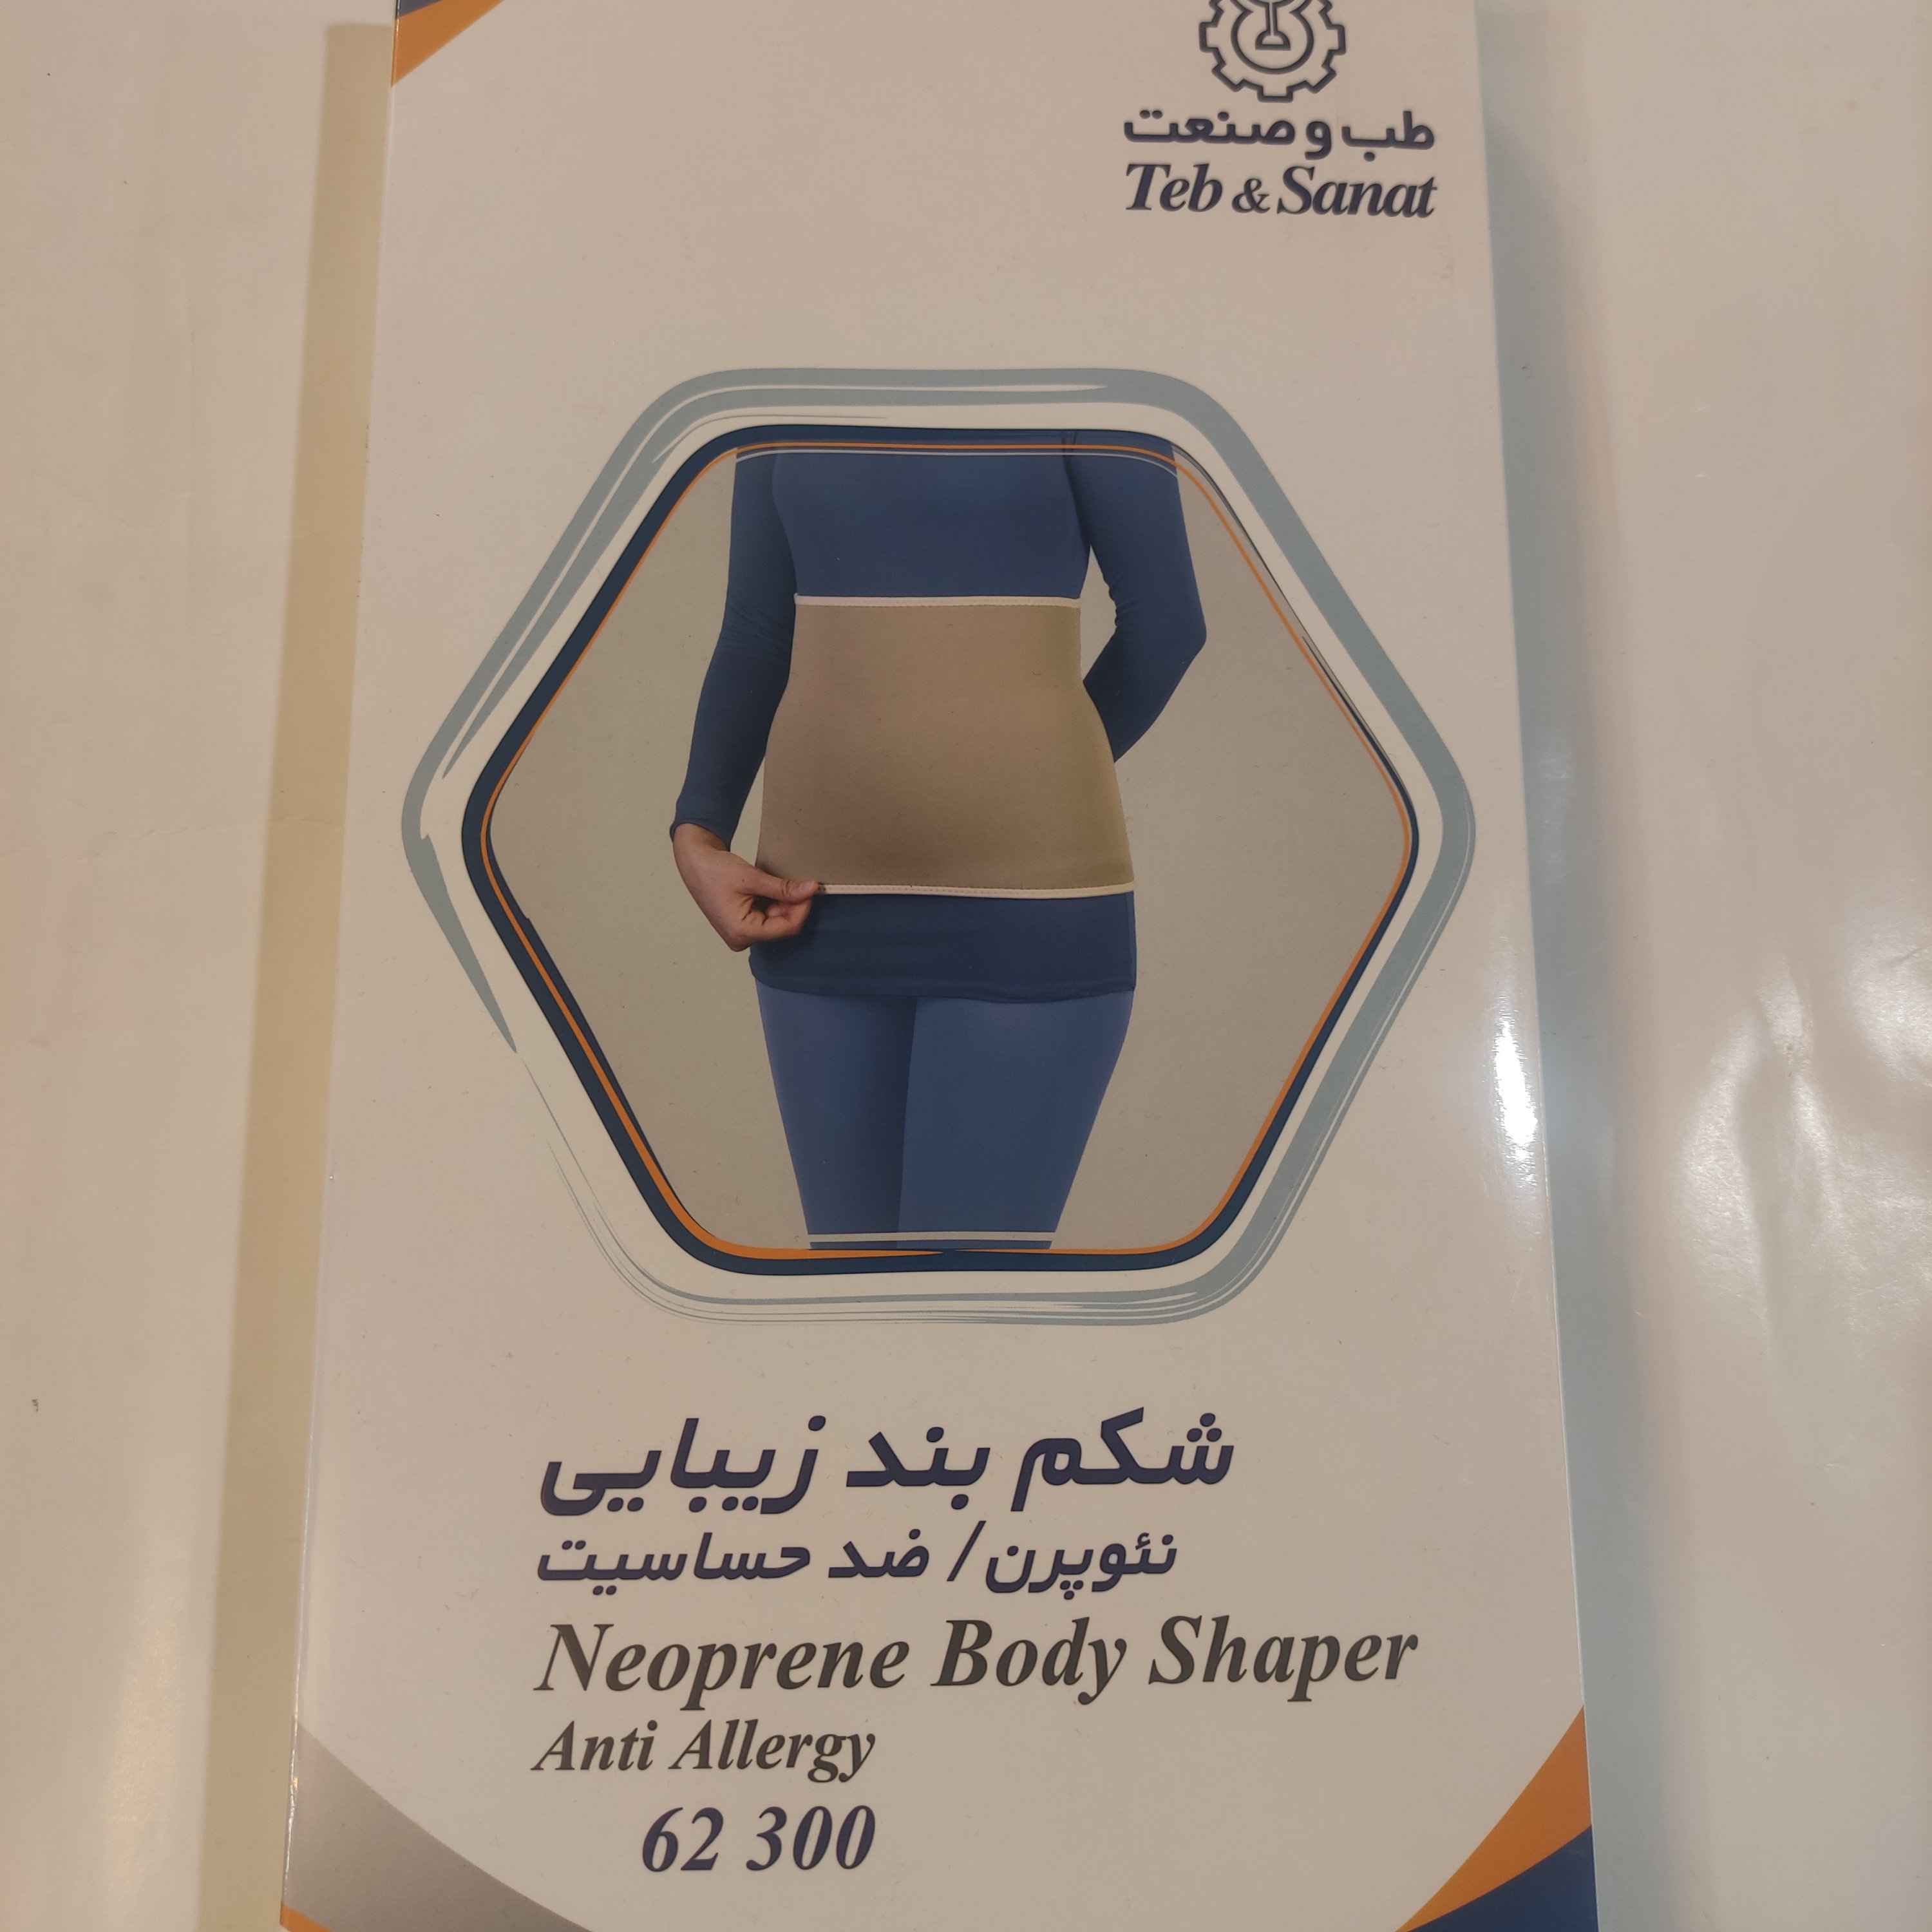 طب و صنعت
Teb & Sanat
شکم بند زیبایی
نئوپرن / ضد حساسیت
Neoprene Body Shaper
Anti Allergy
62 300